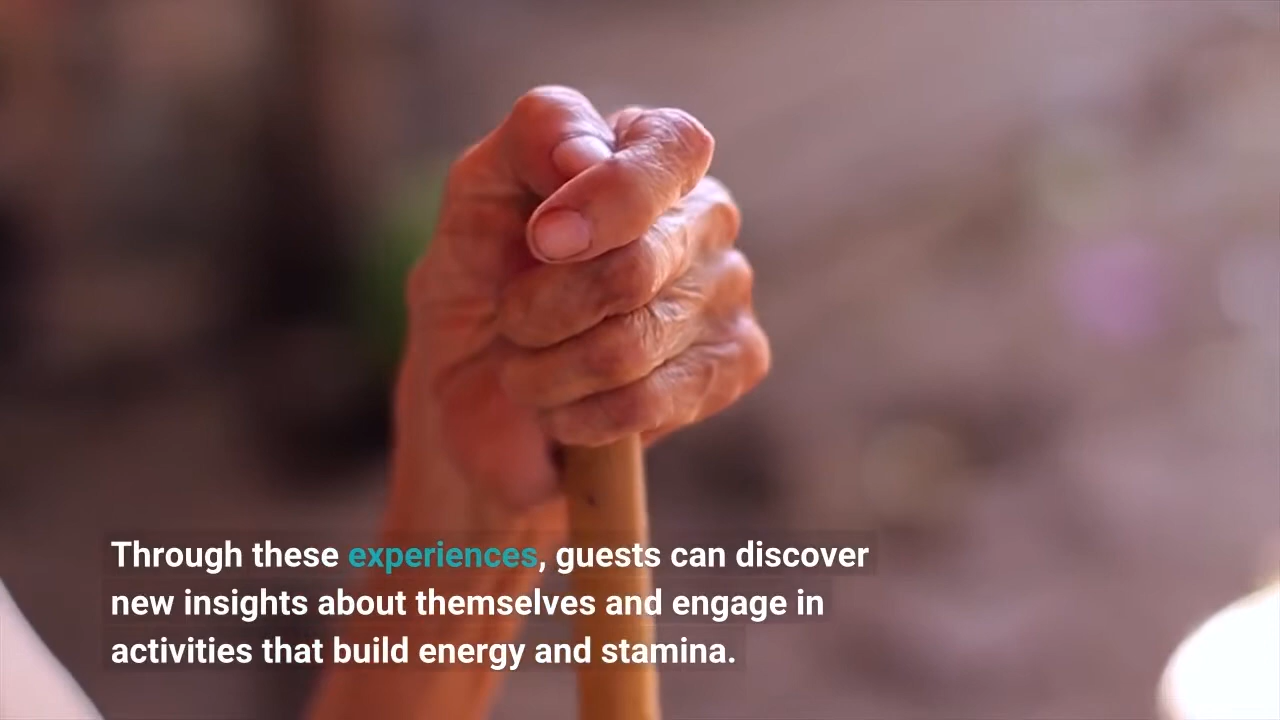 Through these experiences, guests can discover
new insights about themselves and engage in
activities that build energy and stamina.